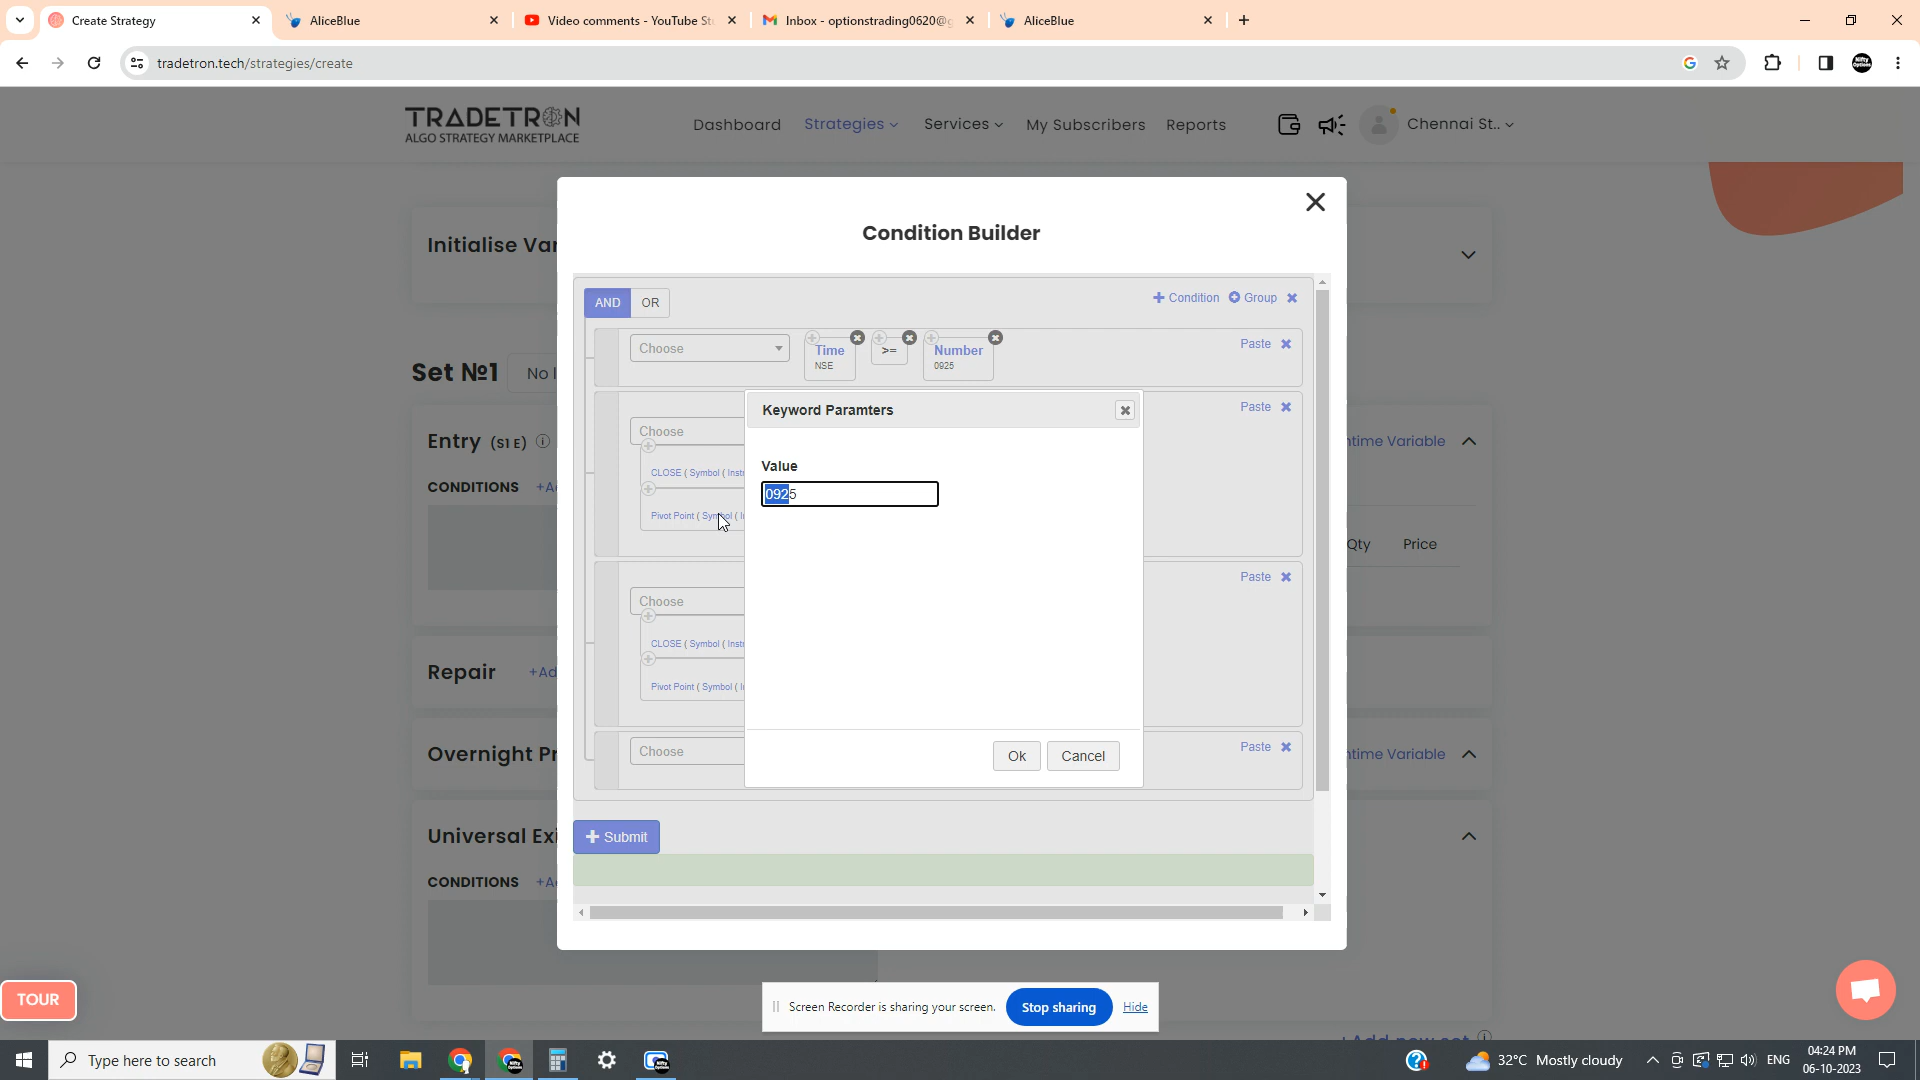 Create Strategy
AliceBlue
Video comments - YouTube St
Inbox - optionstrading0620@g
AliceBlue
tradetron.tech/strategies/create
TRADETRON
ALGO STRATEGY MARKETPLACE
Dashboard
Strategies
Services
My Subscribers
Reports
Chennai St..
Initialise Var
Condition Builder
AND
OR
Condition
Group
Choose
Time
NSE
>=
Number
0925
Paste
Set №1
No l
Keyword Paramters
Entry (S1 E)
Choose
Paste
ntime Variable
CLOSE ( Symbol ( Inst
CONDITIONS
+A
Value
0925
Pivot Point ( Symbol ( I
Qty
Price
Choose
Paste
CLOSE ( Symbol ( Inst
Repair
+Ad
Pivot Point ( Symbol ( I
Overnight Pr
Choose
Ok
Cancel
Paste
ntime Variable
Universal Exi
+ Submit
CONDITIONS
+A
TOUR
Screen Recorder is sharing your screen.
Stop sharing
Hide
Type here to search
Nifty Options
32°C Mostly cloudy
ENG
04:24 PM
06-10-2023